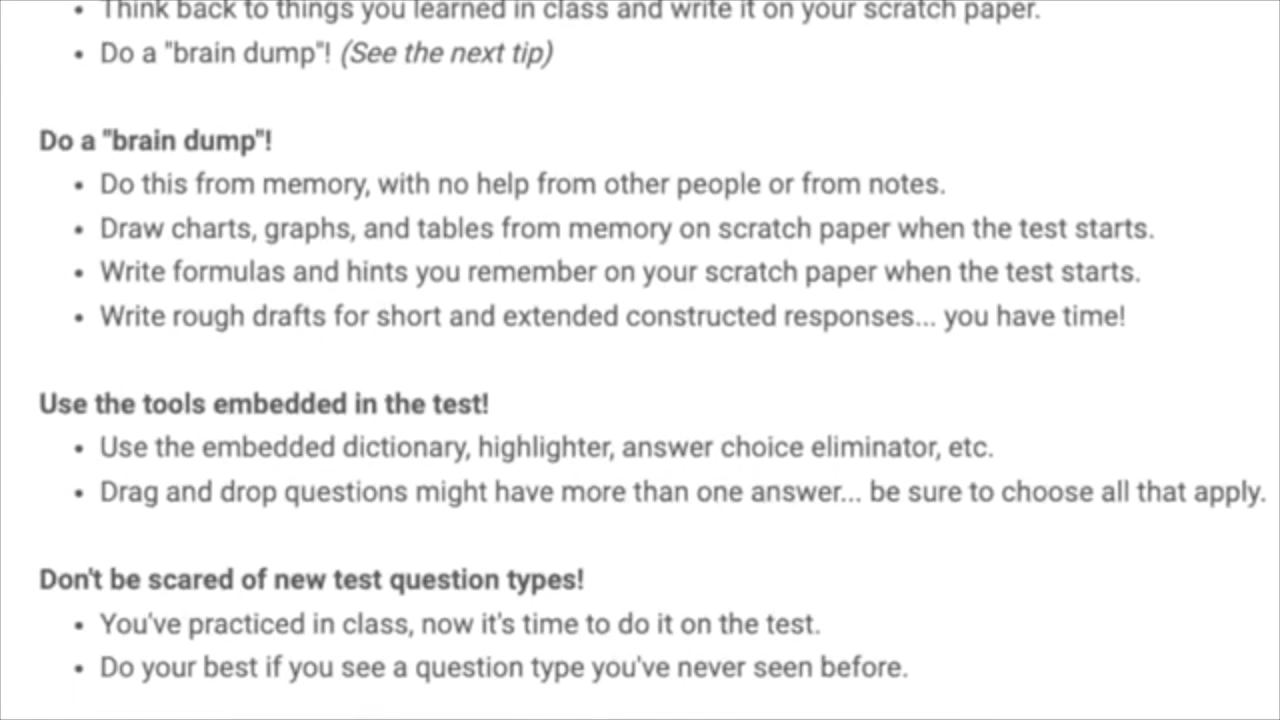 • Think back to things you learned in class and write it on your scratch paper.
• Do a "brain dump"! (See the next tip)
Do a "brain dump"!
• Do this from memory, with no help from other people or from notes.
• Draw charts, graphs, and tables from memory on scratch paper when the test starts.
• Write formulas and hints you remember on your scratch paper when the test starts.
• Write rough drafts for short and extended constructed responses... you have time!
Use the tools embedded in the test!
• Use the embedded dictionary, highlighter, answer choice eliminator, etc.
• Drag and drop questions might have more than one answer... be sure to choose all that apply.
Don't be scared of new test question types!
• You've practiced in class, now it's time to do it on the test.
• Do your best if you see a question type you've never seen before.